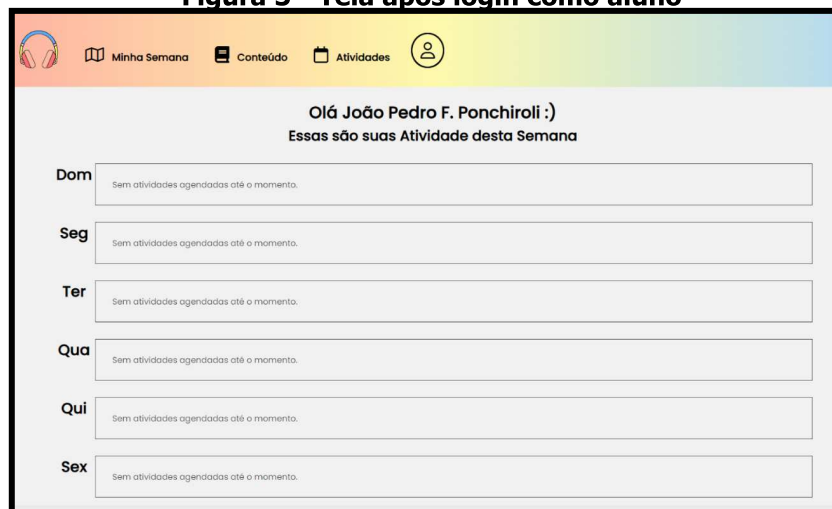 Figura 5 - Tela após login como aluno
Minha Semana Conteúdo Atividades
Olá João Pedro F. Ponchiroli :)
Essas são suas Atividade desta Semana
Dom
Sem atividades agendadas até o momento.
Seg
Sem atividades agendadas até o momento.
Ter
Sem atividades agendadas até o momento.
Qua
Sem atividades agendadas até o momento.
Qui
Sem atividades agendadas até o momento.
Sex
Sem atividades agendadas até o momento.